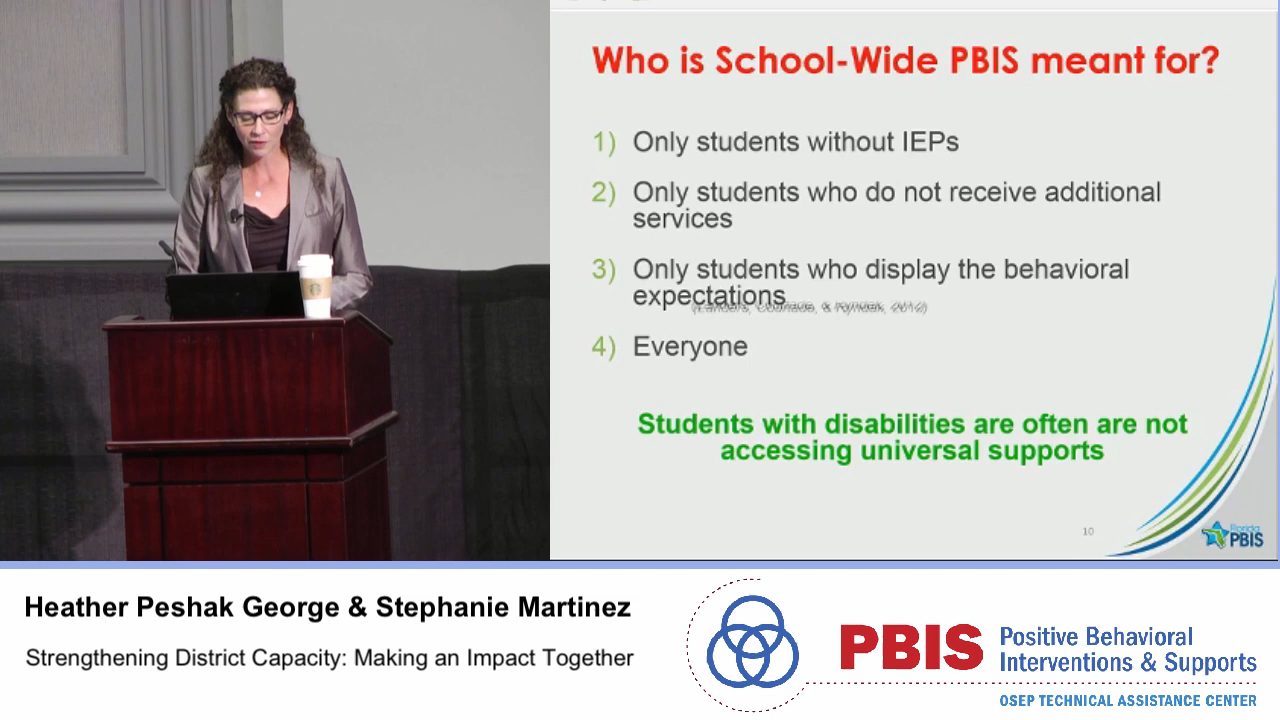 Who is School-Wide PBIS meant for?
1) Only students without IEPs
2) Only students who do not receive additional
services
3) Only students who display the behavioral
expectations
4) Everyone
Students with disabilities are often are not
accessing universal supports
10
Florida
PBIS
Heather Peshak George & Stephanie Martinez
Strengthening District Capacity: Making an Impact Together
PBIS
Positive Behavioral
Interventions & Supports
OSEP TECHNICAL ASSISTANCE CENTER